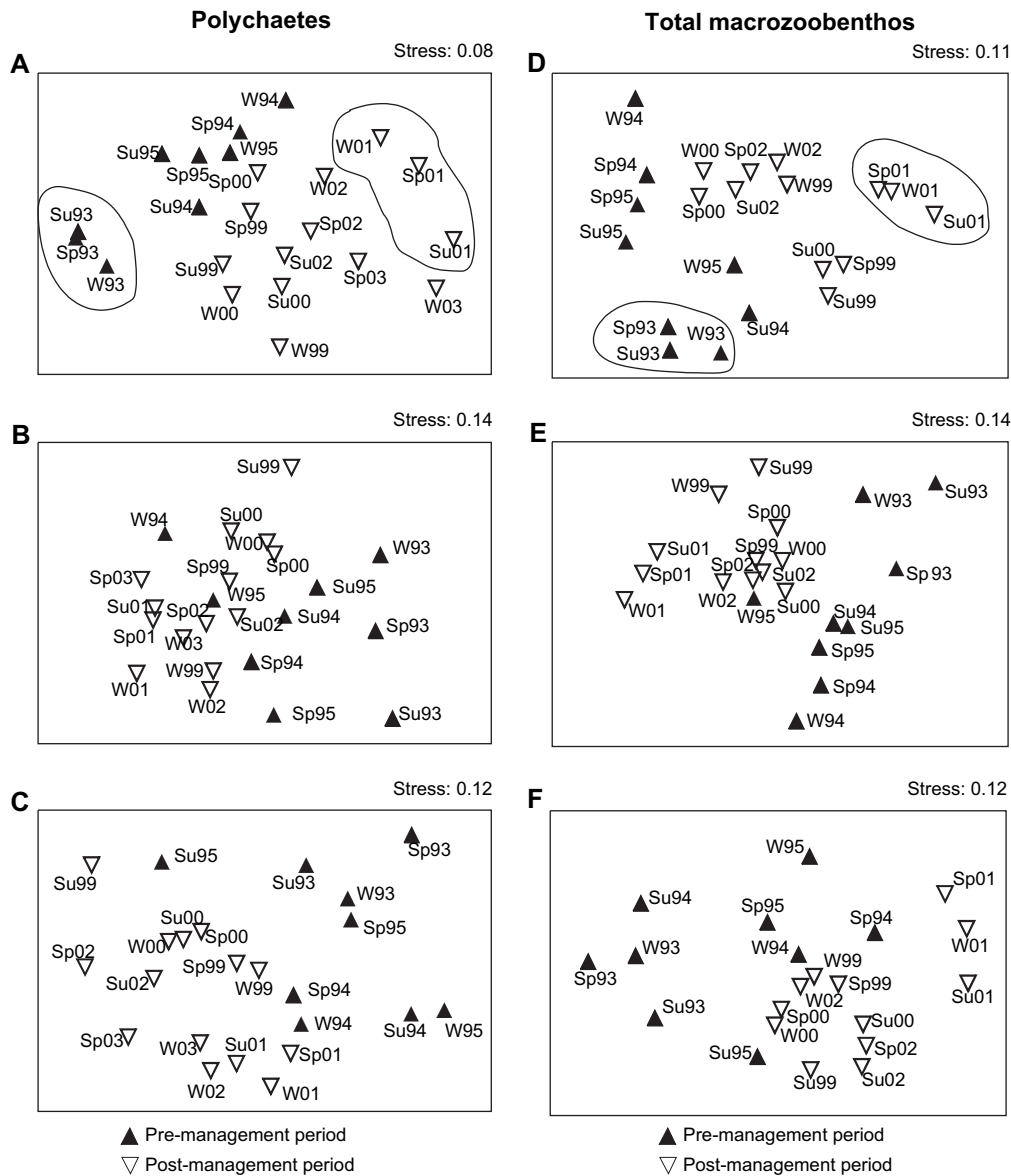 Polychaetes
Total macrozoobenthos
A
Stress: 0.08
W94
Sp94
Su95
Sp95
W95
Sp00
W01
Sp01
W02
Su94
Sp99
Sp02
Su93
Sp93
W93
Su99
Su02
Sp03
Su01
W00
Su00
W03
W99
D
Stress: 0.11
W94
Sp94
W00
Sp02
W02
W99
Sp01
W01
Sp95
Sp00
Su02
Su01
Su95
W95
Su00
Sp99
Su99
Sp93
W93
Su94
Su93
B
Stress: 0.14
Su99
W94
Su00
W00
Sp00
W93
Sp03
Sp99
W95
Su95
Su01
Sp02
Su02
Su94
Sp01
W03
Sp93
W99
Sp94
W01
W02
Sp95
Su93
E
Stress: 0.14
Su99
W99
W93
Su93
Sp00
Su01
Sp99
W00
Sp01
Sp02
Su02
Sp 93
W01
W02
W95
Su00
Su94
Su95
Sp95
Sp94
W94
C
Stress: 0.12
Sp93
Su99
Su95
Su93
W93
Sp95
Su00
W00
Sp00
Sp02
Su02
Sp99
W99
Sp94
W94
Su94
W95
Sp03
W03
Su01
Sp01
W02
W01
F
Stress: 0.12
W95
Sp01
Su94
Sp95
Sp94
W01
W93
W94
Sp93
W99
W02
Sp99
Su01
Su93
Sp00
W00
Su00
Sp02
Su95
Su99
Su02
Pre-management period
Post-management period
Pre-management period
Post-management period